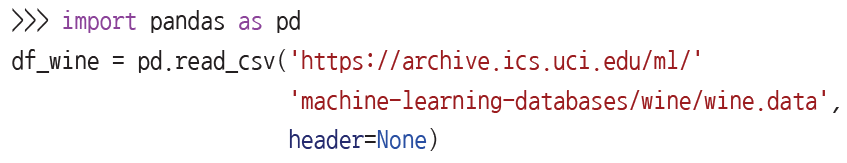 >>> import pandas as pd
df_wine = pd.read_csv('https://archive.ics.uci.edu/ml/'
'machine-learning-databases/wine/wine.data',
header=None)